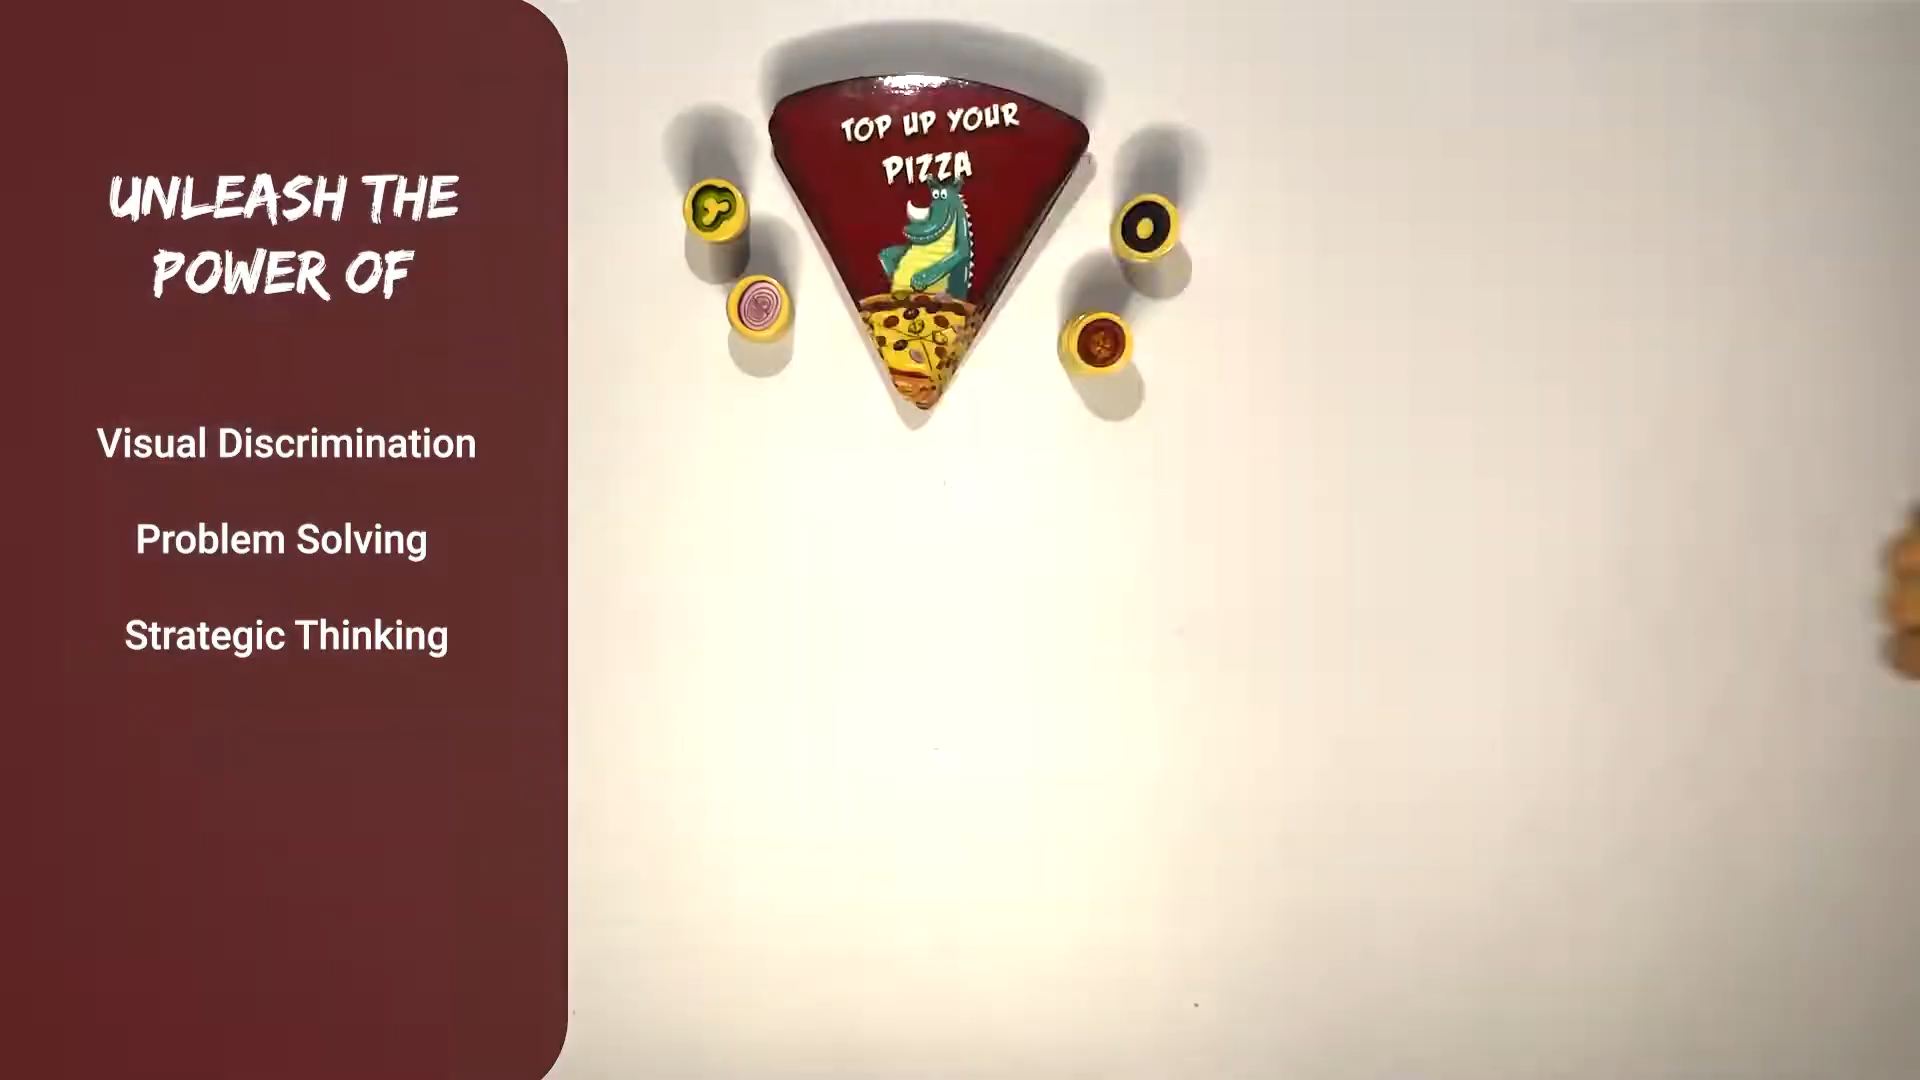 UNLEASH THE
POWER OF
Visual Discrimination
Problem Solving
Strategic Thinking
TOP UP YOUR
PIZZA